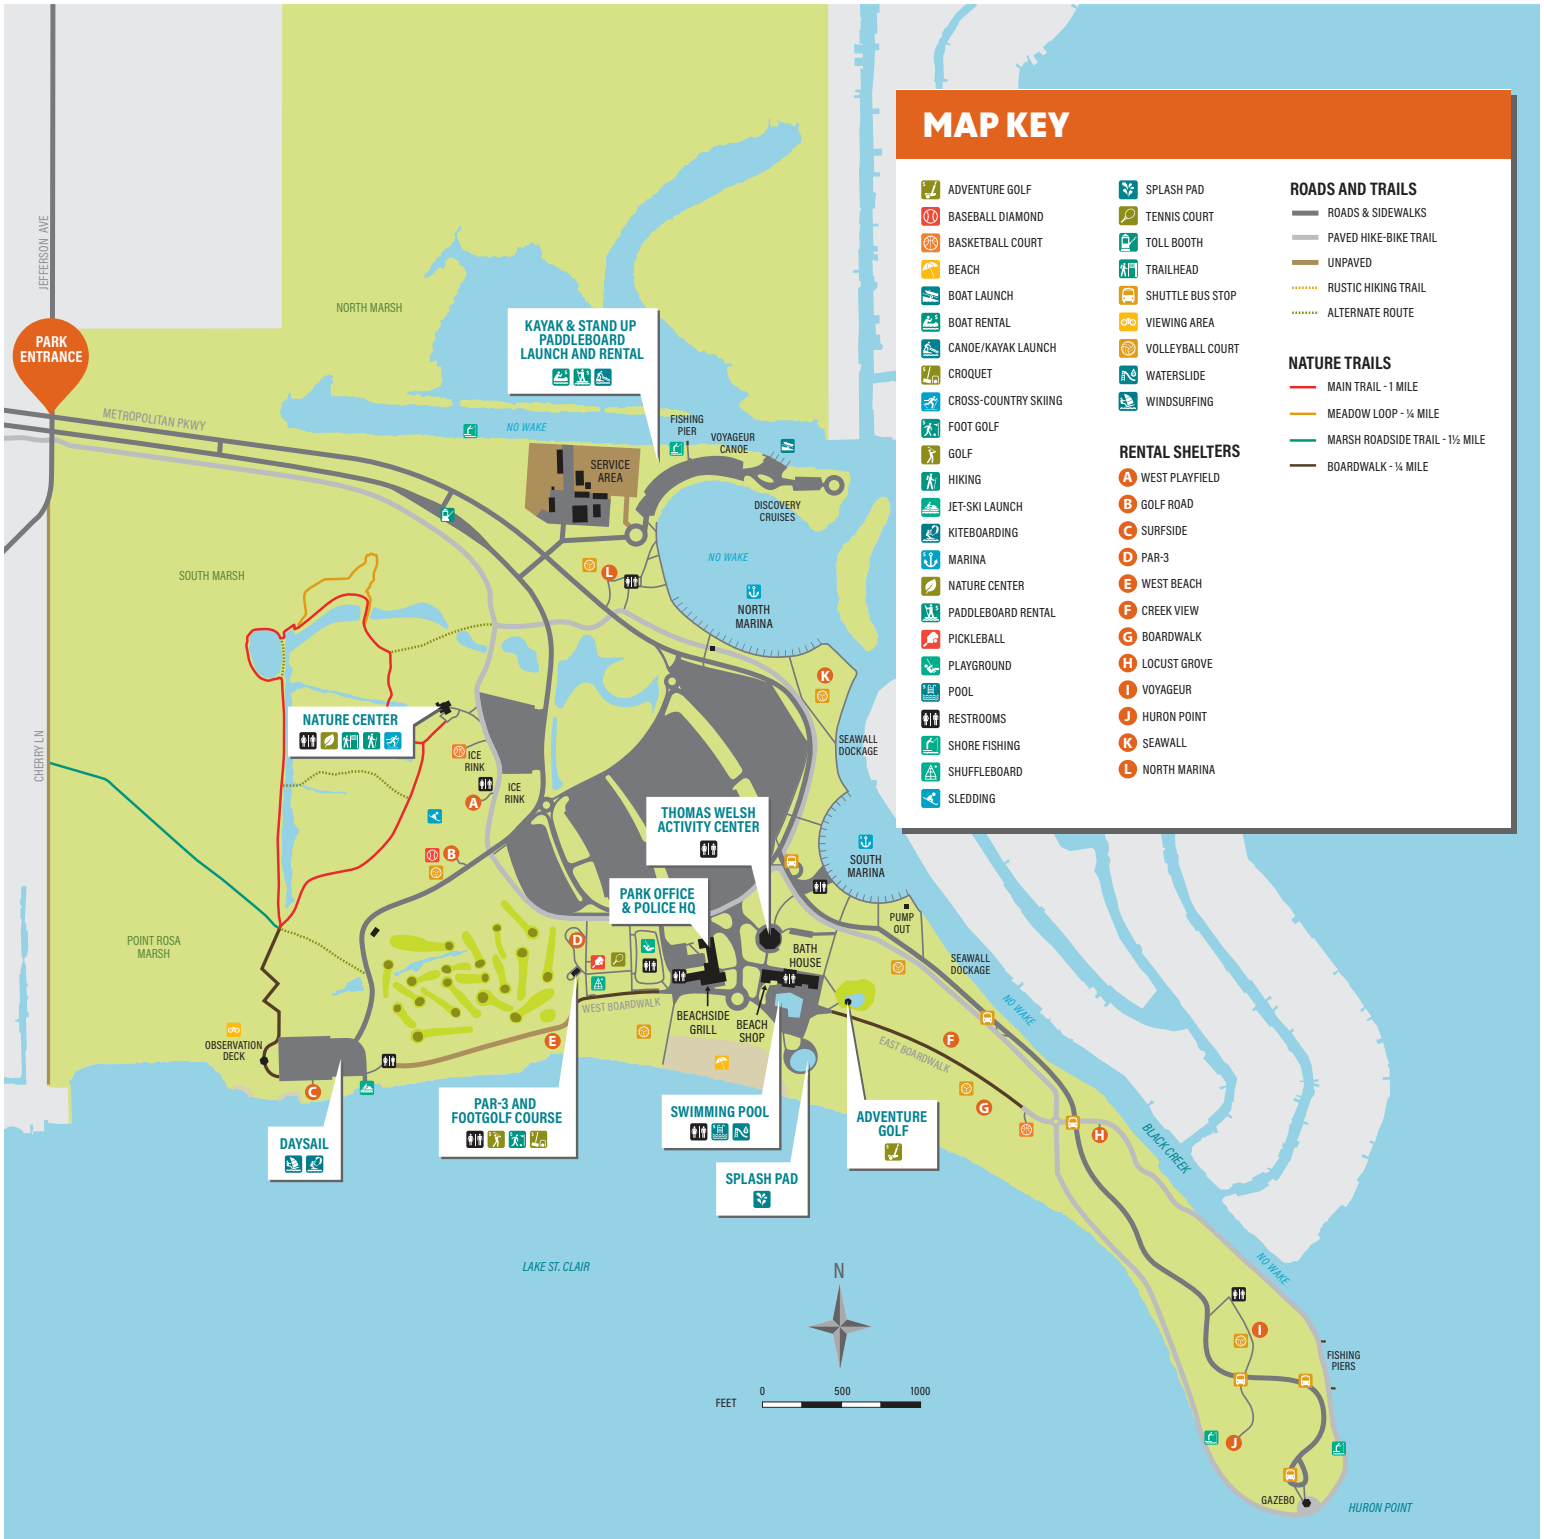 MAP KEY
ADVENTURE GOLF
BASEBALL DIAMOND
BASKETBALL COURT
BEACH
BOAT LAUNCH
BOAT RENTAL
CANOE/KAYAK LAUNCH
CROQUET
CROSS-COUNTRY SKIING
FOOT GOLF
GOLF
HIKING
JET-SKI LAUNCH
KITEBOARDING
MARINA
NATURE CENTER
PADDLEBOARD RENTAL
PICKLEBALL
PLAYGROUND
POOL
RESTROOMS
SHORE FISHING
SHUFFLEBOARD
SLEDDING
SPLASH PAD
TENNIS COURT
TOLL BOOTH
TRAILHEAD
SHUTTLE BUS STOP
VIEWING AREA
VOLLEYBALL COURT
WATERSLIDE
WINDSURFING
RENTAL SHELTERS
A WEST PLAYFIELD
B GOLF ROAD
C SURFSIDE
D PAR-3
E WEST BEACH
F CREEK VIEW
G BOARDWALK
H LOCUST GROVE
I VOYAGEUR
J HURON POINT
K SEAWALL
L NORTH MARINA
ROADS AND TRAILS
ROADS & SIDEWALKS
PAVED HIKE-BIKE TRAIL
UNPAVED
RUSTIC HIKING TRAIL
ALTERNATE ROUTE
NATURE TRAILS
MAIN TRAIL - 1 MILE
MEADOW LOOP - ¼ MILE
MARSH ROADSIDE TRAIL - 1½ MILE
BOARDWALK - ¼ MILE
JEFFERSON AVE
PARK
ENTRANCE
METROPOLITAN PKWY
CHERRY LN
NORTH MARSH
KAYAK & STAND UP
PADDLEBOARD
LAUNCH AND RENTAL
NO WAKE
FISHING
PIER
VOYAGEUR
CANOE
SERVICE
AREA
DISCOVERY
CRUISES
NO WAKE
NORTH
MARINA
L
K
SOUTH MARSH
NATURE CENTER
ICE
RINK
ICE
RINK
A
B
SEAWALL
DOCKAGE
THOMAS WELSH
ACTIVITY CENTER
SOUTH
MARINA
PARK OFFICE
& POLICE HQ
PUMP
OUT
BATH
HOUSE
SEAWALL
DOCKAGE
NO WAKE
POINT ROSA
MARSH
D
WEST BOARDWALK
BEACHSIDE
GRILL
BEACH
SHOP
EAST BOARDWALK
OBSERVATION
DECK
C
E
F
G
H
DAYSAIL
PAR-3 AND
FOOTGOLF COURSE
SWIMMING POOL
SPLASH PAD
ADVENTURE
GOLF
BLACK CREEK
NO WAKE
LAKE ST. CLAIR
N
FEET
0
500
1000
I
FISHING
PIERS
J
GAZEBO
HURON POINT